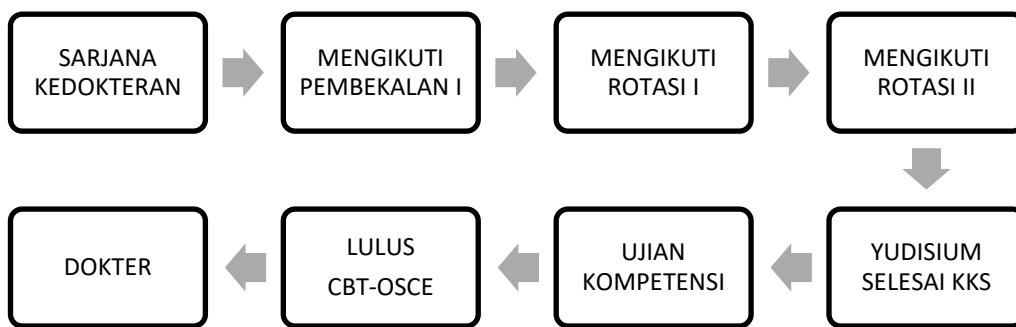 SARJANA
KEDOKTERAN
MENGIKUTI
PEMBEKALAN I
MENGIKUTI
ROTASI I
MENGIKUTI
ROTASI II
YUDISIUM
SELESAI KKS
UJIAN
KOMPETENSI
LULUS
CBT-OSCE
DOKTER